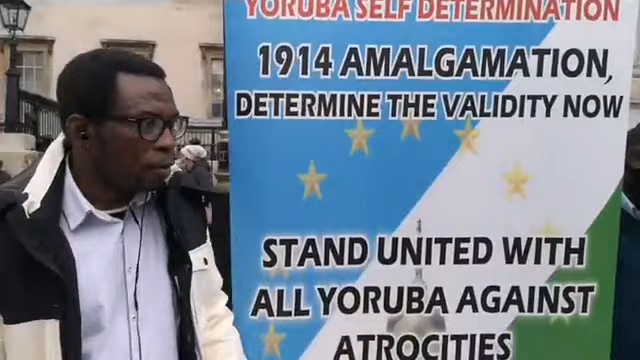 YORUBA SELF DETERMINATION
1914 AMALGAMATION,
DETERMINE THE VALIDITY NOW
STAND UNITED WITH
ALL YORUBA AGAINST
ATROCITIES